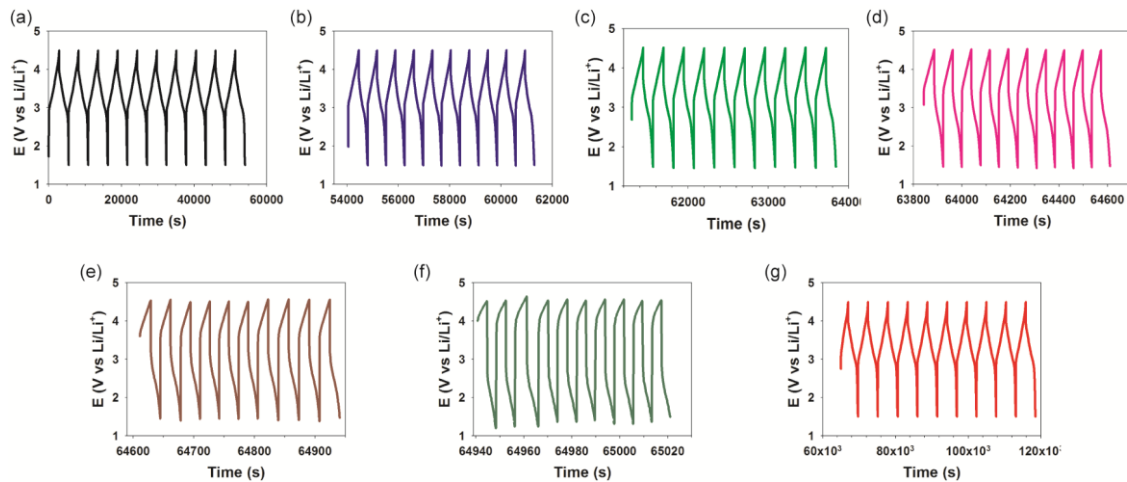 (a)
5
4
3
2
1
E (V vs Li/Li⁺)
0 20000 40000 60000
Time (s)
(b)
5
4
3
2
1
E (V vs Li/Li⁺)
54000 56000 58000 60000 62000
Time (s)
(c)
5
4
3
2
1
E (V vs Li/Li⁺)
62000 63000 6400
Time (s)
(d)
5
4
3
2
1
E (V vs Li/Li⁺)
63800 64000 64200 64400 64600
Time (s)
(e)
5
4
3
2
1
E (V vs Li/Li⁺)
64600 64700 64800 64900
Time (s)
(f)
5
4
3
2
1
E (V vs Li/Li⁺)
64940 64960 64980 65000 65020
Time (s)
(g)
5
4
3
2
1
E (V vs Li/Li⁺)
60x10³ 80x10³ 100x10³ 120x10
Time (s)